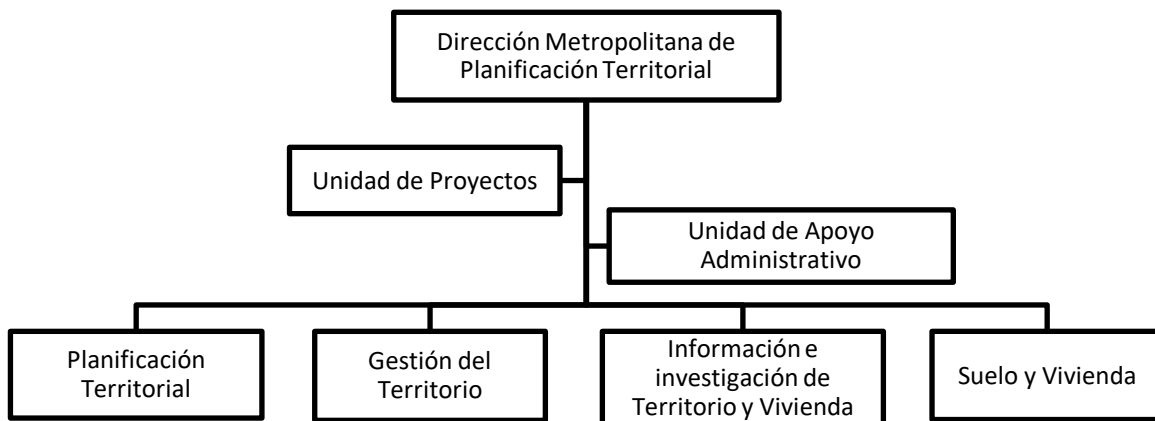 Dirección Metropolitana de
Planificación Territorial
Unidad de Proyectos
Unidad de Apoyo
Administrativo
Planificación
Territorial
Gestión del
Territorio
Información e
investigación de
Territorio y Vivienda
Suelo y Vivienda